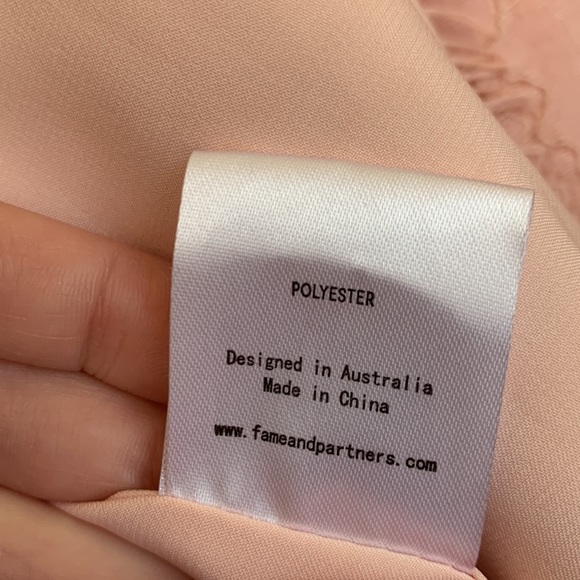 POLYESTER
Designed in Australia
Made in China
www.fameandpartners.com